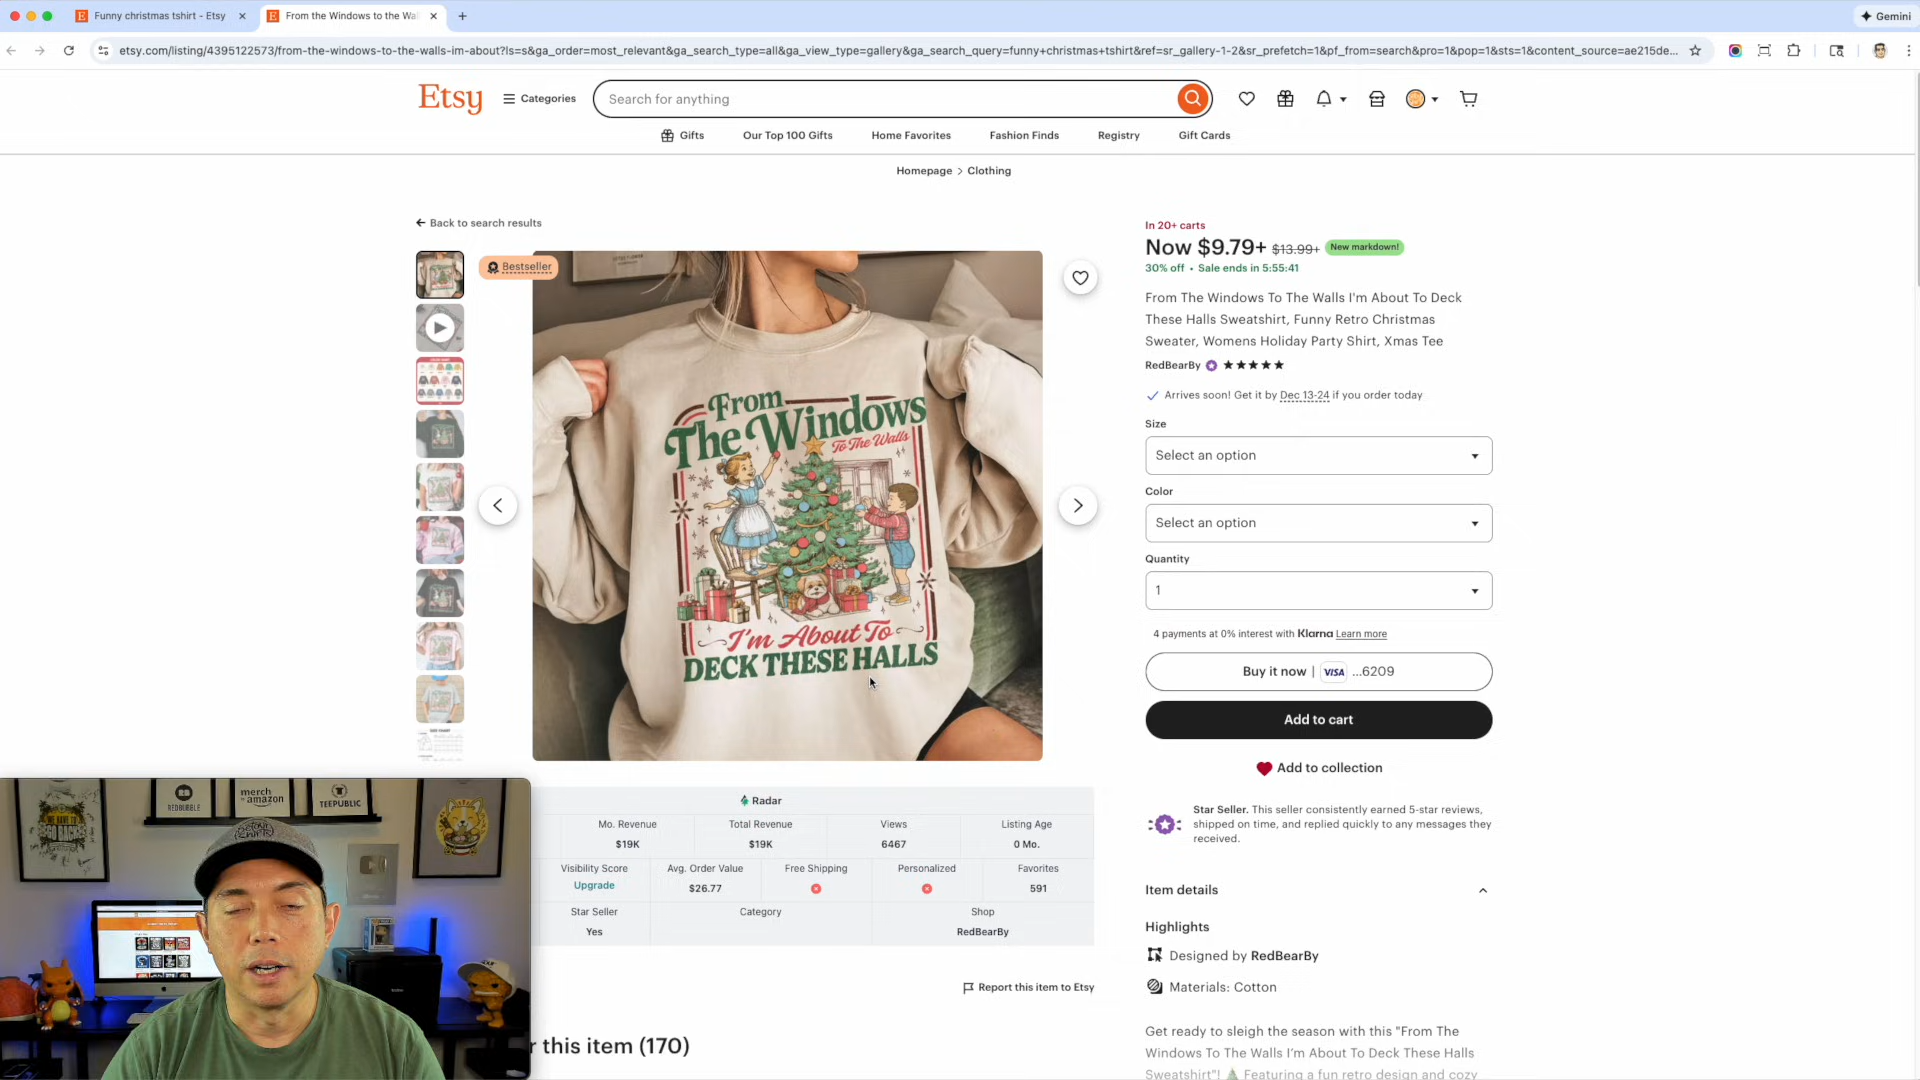 Funny christmas tshirt - Etsy
From the Windows to the Wa
Gemini
etsy.com/listing/4395122573/from-the-windows-to-the-walls-im-about?ls=s&ga_order=most_relevant&ga_search_type=all&ga_view_type=gallery&ga_search_query=funny+christmas+tshirt&ref=sr_gallery-1-2&sr_prefetch=1&pf_from=search&pro=1&pop=1&sts=1&content_source=ae215de...
Etsy
Categories
Search for anything
Gifts
Our Top 100 Gifts
Home Favorites
Fashion Finds
Registry
Gift Cards
Homepage > Clothing
Back to search results
Bestseller
From
The Windows
To The Walls
I'm About To
DECK THESE HALLS
In 20+ carts
Now $9.79+ $13.99+ New markdown!
30% off • Sale ends in 5:55:41
From The Windows To The Walls I'm About To Deck
These Halls Sweatshirt, Funny Retro Christmas
Sweater, Womens Holiday Party Shirt, Xmas Tee
RedBearBy
Arrives soon! Get it by Dec 13-24 if you order today
Size
Select an option
Color
Select an option
Quantity
1
4 payments at 0% interest with Klarna Learn more
Buy it now | VISA ...6209
Add to cart
Add to collection
Star Seller. This seller consistently earned 5-star reviews,
shipped on time, and replied quickly to any messages they
received.
Item details
Highlights
Designed by RedBearBy
Materials: Cotton
Get ready to sleigh the season with this "From The
Windows To The Walls I'm About To Deck These Halls
Sweatshirt"! Featuring a fun retro design and cozy
Radar
Mo. Revenue
Total Revenue
Views
Listing Age
$19K
$19K
6467
0 Mo.
Visibility Score
Avg. Order Value
Free Shipping
Personalized
Favorites
Upgrade
$26.77
591
Star Seller
Category
Shop
Yes
RedBearBy
Report this item to Etsy
r this item (170)
REDBUBBLE
merch by amazon
TEEPUBLIC